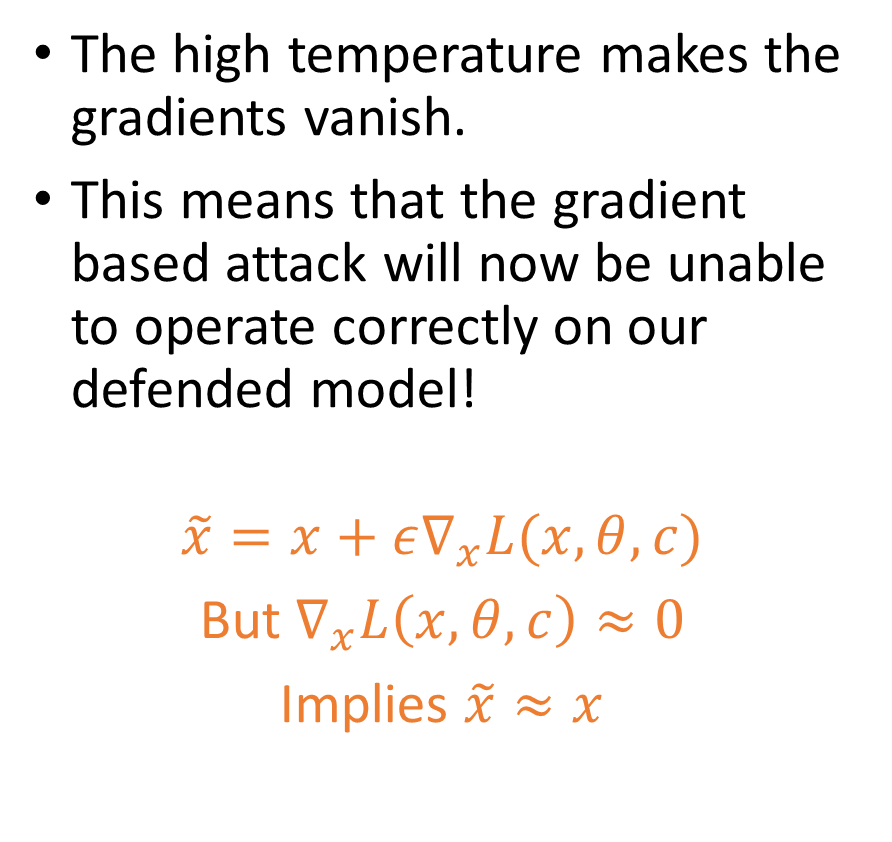 • The high temperature makes the
gradients vanish.
• This means that the gradient
based attack will now be unable
to operate correctly on our
defended model!
x̃ = x + ϵ∇ₓL(x, θ, c)
But ∇ₓL(x, θ, c) ≈ 0
Implies x̃ ≈ x